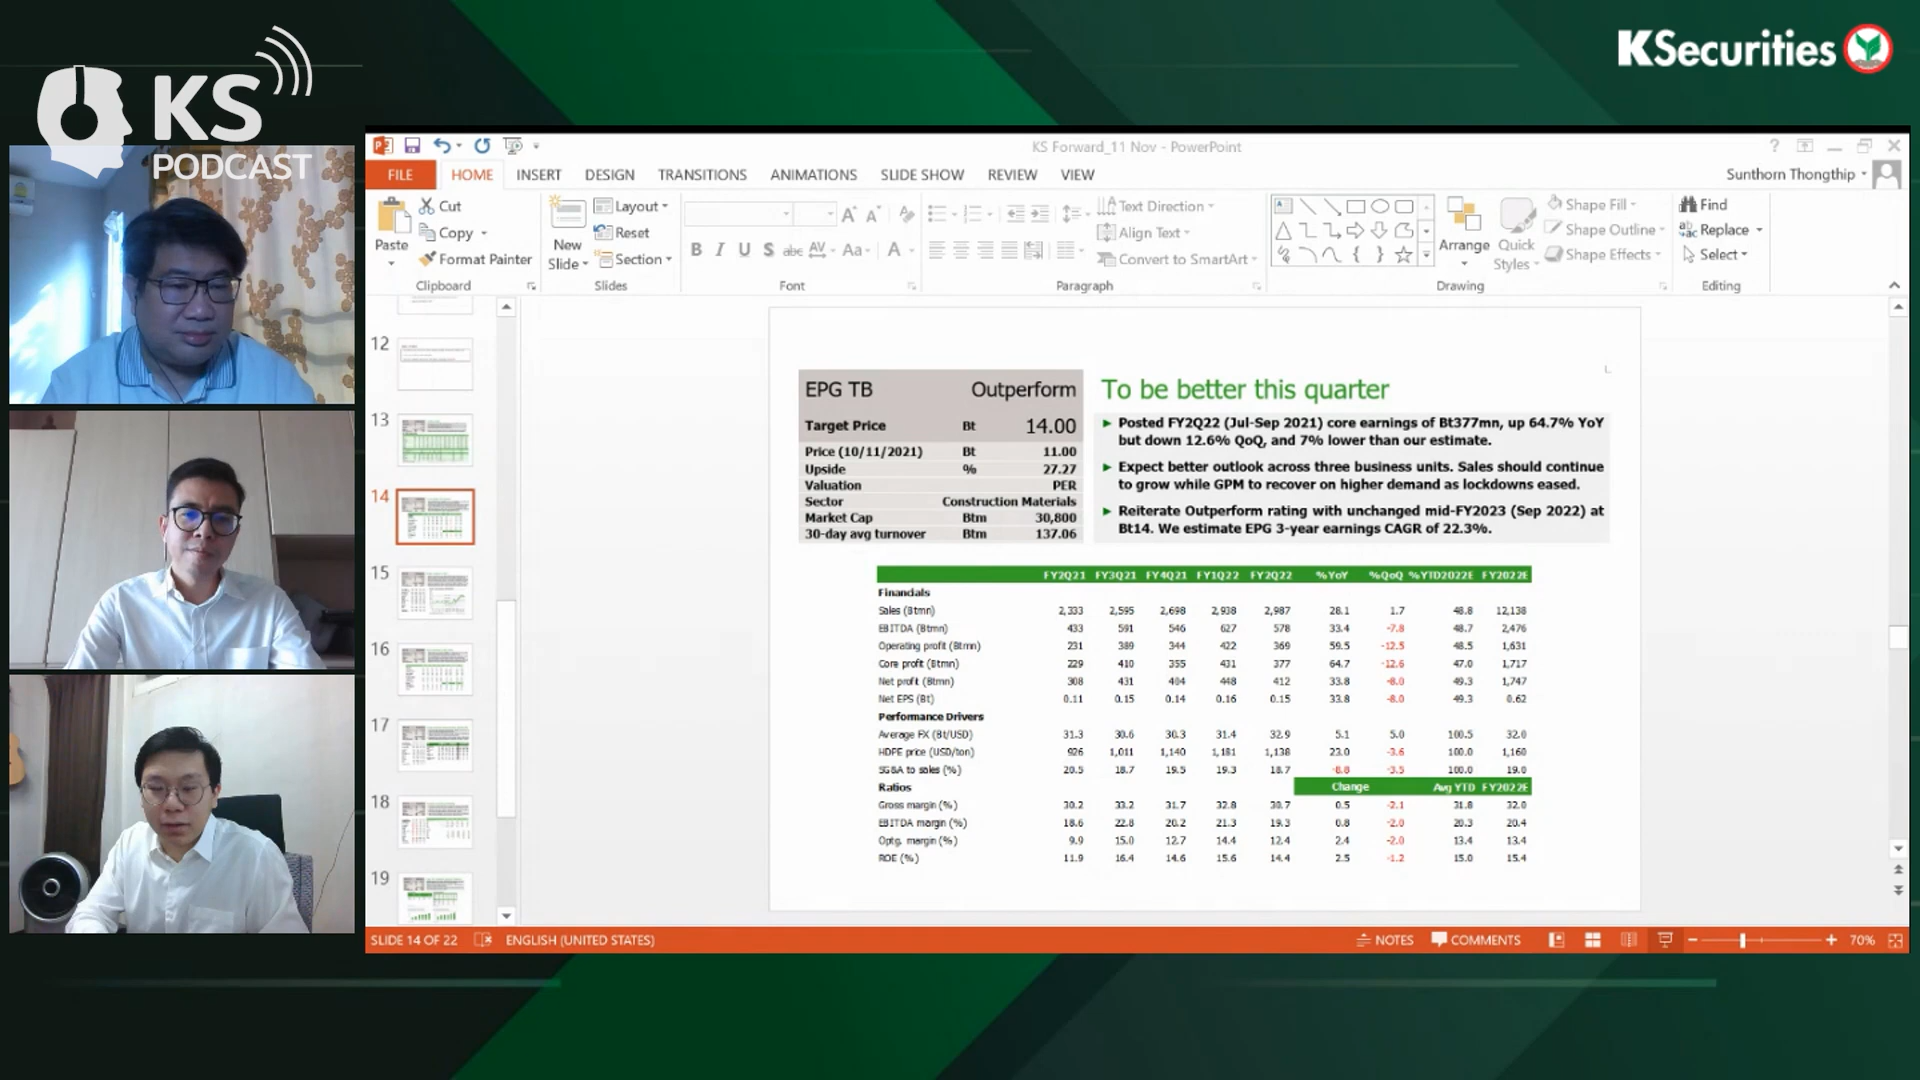 KS
PODCAST
KSecurities
KS Forward_11 Nov - PowerPoint
FILE HOME INSERT DESIGN TRANSITIONS ANIMATIONS SLIDE SHOW REVIEW VIEW
Sunthorn Thongthip
Paste
Cut
Copy
Format Painter
Clipboard
New
Slide
Layout
Reset
Section
Slides
Font
Text Direction
Align Text
Convert to SmartArt
Paragraph
Arrange
Quick
Styles
Shape Fill
Shape Outline
Shape Effects
Drawing
Find
Replace
Select
Editing
12
13
14
15
16
17
18
19
EPG TB Outperform
Target Price Bt 14.00
Price (10/11/2021) Bt 11.00
Upside % 27.27
Valuation PER
Sector Construction Materials
Market Cap Btm 30,800
30-day avg turnover Btm 137.06
To be better this quarter
Posted FY2Q22 (Jul-Sep 2021) core earnings of Bt377mn, up 64.7% YoY
but down 12.6% QoQ, and 7% lower than our estimate.
Expect better outlook across three business units. Sales should continue
to grow while GPM to recover on higher demand as lockdowns eased.
Reiterate Outperform rating with unchanged mid-FY2023 (Sep 2022) at
Bt14. We estimate EPG 3-year earnings CAGR of 22.3%.
FY2Q21 FY3Q21 FY4Q21 FY1Q22 FY2Q22 %YoY %QoQ %YTD2022E FY2022E
Financials
Sales (Btmn) 2,333 2,595 2,698 2,938 2,987 28.1 1.7 48.8 12,138
EBITDA (Btmn) 433 591 546 627 578 33.4 -7.8 48.7 2,476
Operating profit (Btmn) 231 389 344 422 369 59.5 -12.5 48.5 1,631
Core profit (Btmn) 229 410 355 431 377 64.7 -12.6 47.0 1,717
Net profit (Btmn) 308 431 404 448 412 33.8 -8.0 49.3 1,747
Net EPS (Bt) 0.11 0.15 0.14 0.16 0.15 33.8 -8.0 49.3 0.62
Performance Drivers
Average FX (Bt/USD) 31.3 30.6 30.3 31.4 32.9 5.1 5.0 100.5 32.0
HDPE price (USD/ton) 926 1,011 1,140 1,181 1,138 23.0 -3.6 100.0 1,160
SG&A to sales (%) 20.5 18.7 19.5 19.3 18.7 -8.8 -3.5 100.0 19.0
Ratios Change Avg YTD FY2022E
Gross margin (%) 30.2 33.2 31.7 32.8 30.7 0.5 -2.1 31.8 32.0
EBITDA margin (%) 18.6 22.8 20.2 21.3 19.3 0.8 -2.0 20.3 20.4
Optg. margin (%) 9.9 15.0 12.7 14.4 12.4 2.4 -2.0 13.4 13.4
ROE (%) 11.9 16.4 14.6 15.6 14.4 2.5 -1.2 15.0 15.4
SLIDE 14 OF 22 ENGLISH (UNITED STATES) NOTES COMMENTS 70%